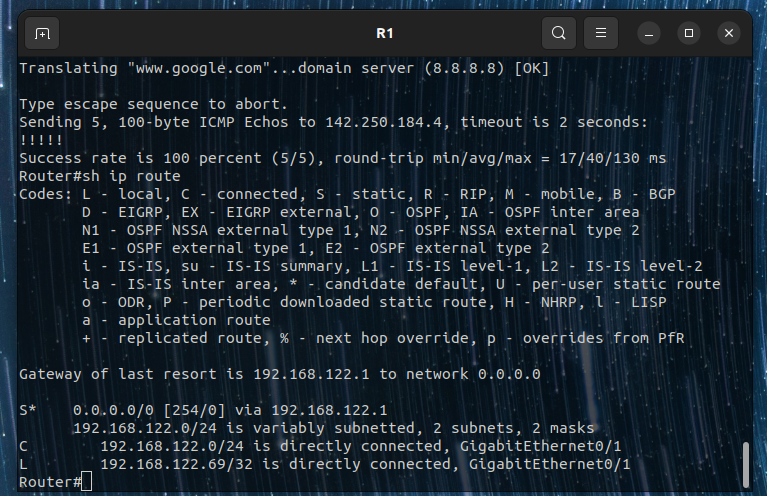 R1
Translating "www.google.com"...domain server (8.8.8.8) [OK]
Type escape sequence to abort.
Sending 5, 100-byte ICMP Echos to 142.250.184.4, timeout is 2 seconds:
!!!!!
Success rate is 100 percent (5/5), round-trip min/avg/max = 17/40/130 ms
Router#sh ip route
Codes: L - local, C - connected, S - static, R - RIP, M - mobile, B - BGP
       D - EIGRP, EX - EIGRP external, O - OSPF, IA - OSPF inter area
       N1 - OSPF NSSA external type 1, N2 - OSPF NSSA external type 2
       E1 - OSPF external type 1, E2 - OSPF external type 2
       i - IS-IS, su - IS-IS summary, L1 - IS-IS level-1, L2 - IS-IS level-2
       ia - IS-IS inter area, * - candidate default, U - per-user static route
       o - ODR, P - periodic downloaded static route, H - NHRP, l - LISP
       a - application route
       + - replicated route, % - next hop override, p - overrides from PfR
Gateway of last resort is 192.168.122.1 to network 0.0.0.0
S*    0.0.0.0/0 [254/0] via 192.168.122.1
      192.168.122.0/24 is variably subnetted, 2 subnets, 2 masks
C        192.168.122.0/24 is directly connected, GigabitEthernet0/1
L        192.168.122.69/32 is directly connected, GigabitEthernet0/1
Router#